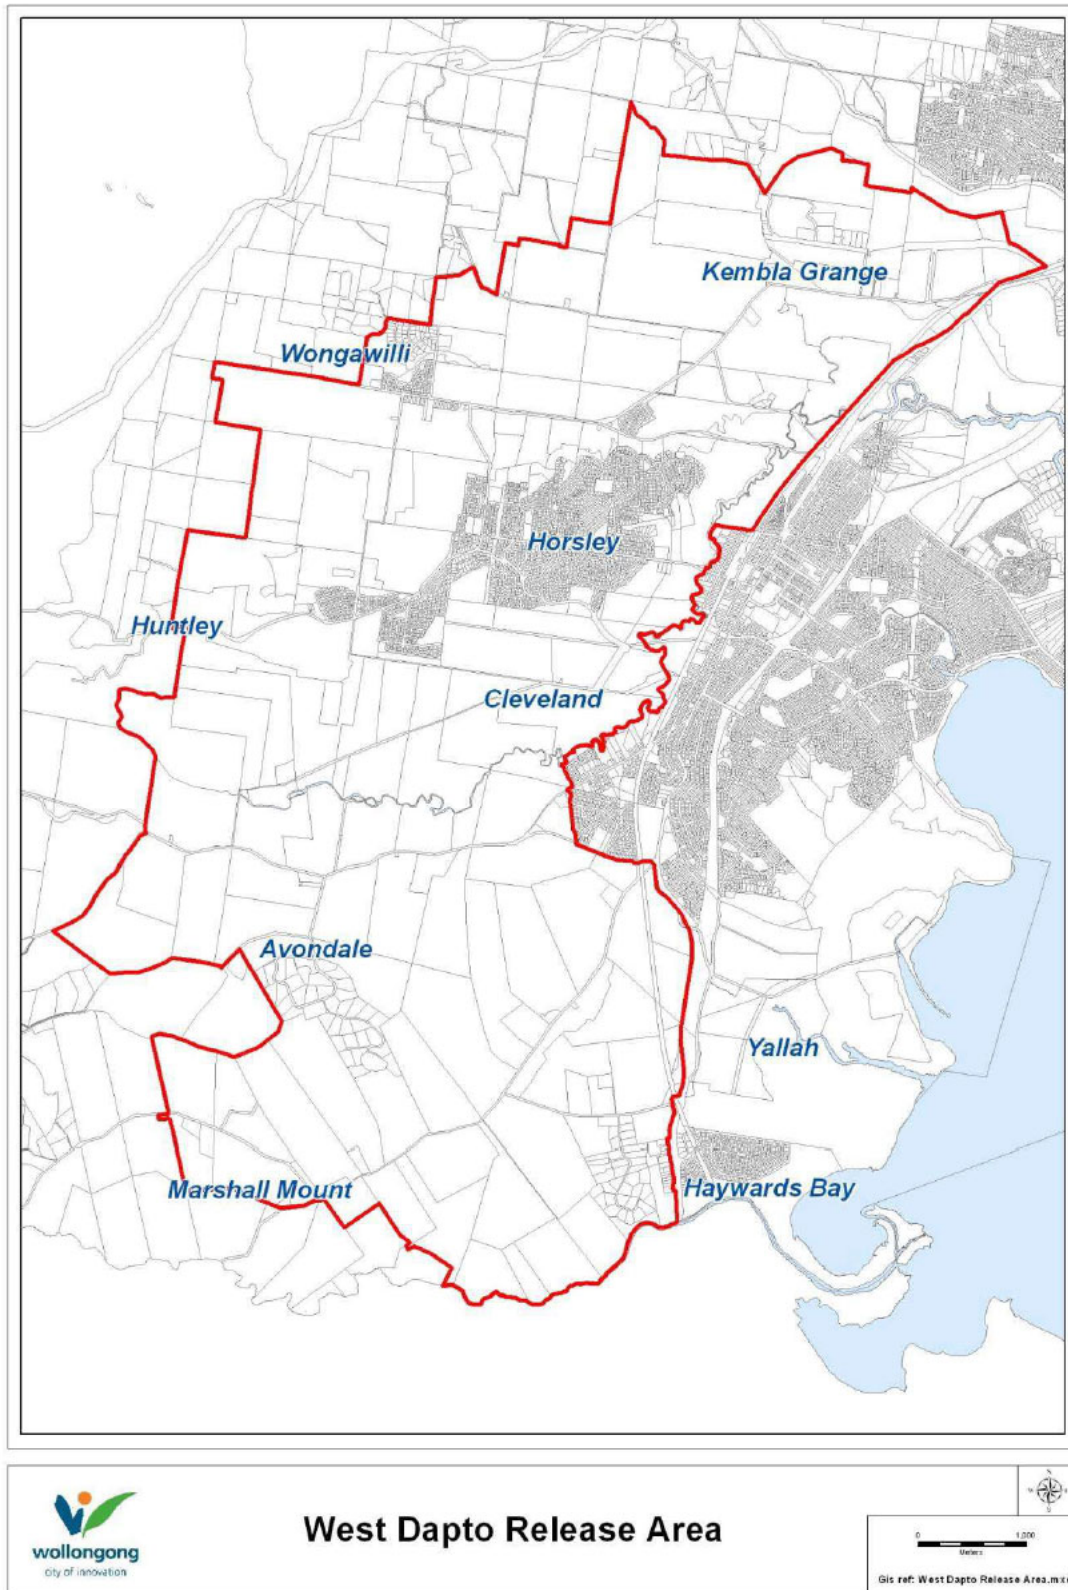 Kembla Grange
Wongawilli
Horsley
Huntley
Cleveland
Avondale
Yallah
Marshall Mount
Haywards Bay
wollongong
city of innovation
West Dapto Release Area
0 1,000
Meters
Gis ref: West Dapto Release Area.mx